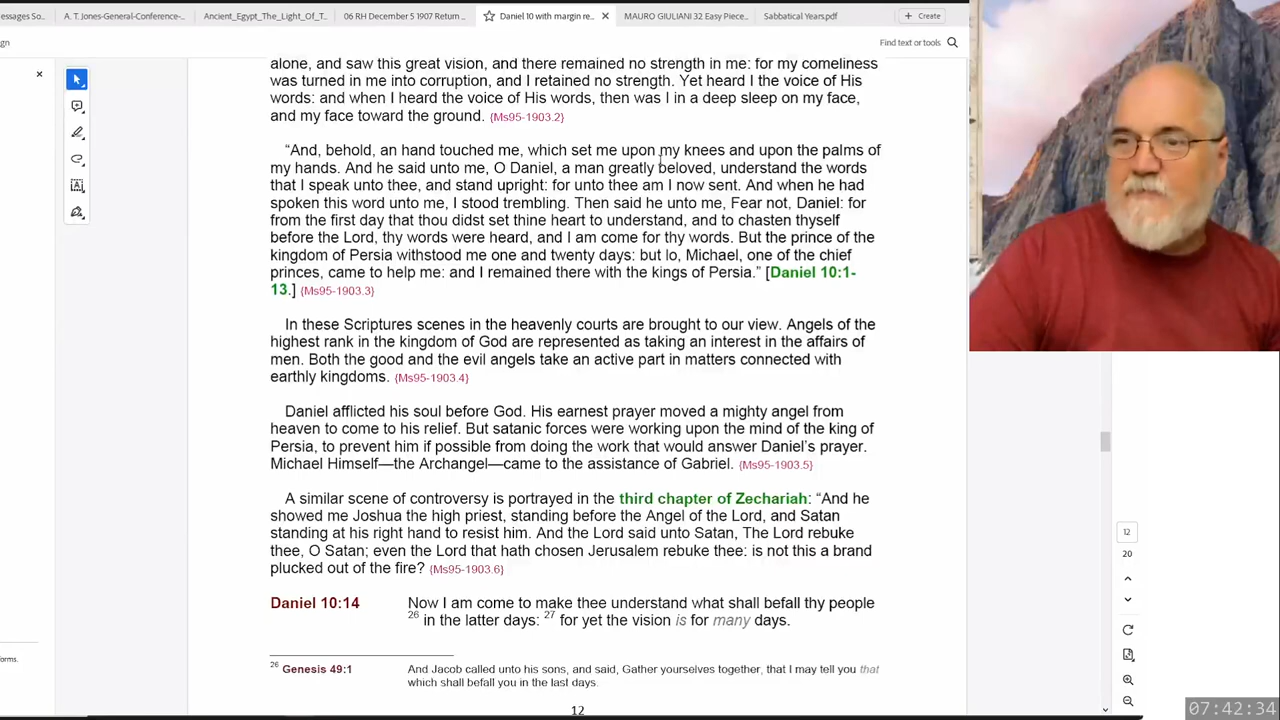 essages So...
A. T. Jones-General-Conference-...
Ancient_Egypt_The_Light_Of_T...
06 RH December 5 1907 Return ...
Daniel 10 with margin re...
MAURO GIULIANI 32 Easy Piece...
Sabbatical Years.pdf
+ Create
gn
Find text or tools
alone, and saw this great vision, and there remained no strength in me: for my comeliness
was turned in me into corruption, and I retained no strength. Yet heard I the voice of His
words: and when I heard the voice of His words, then was I in a deep sleep on my face,
and my face toward the ground. {Ms95-1903.2}
“And, behold, an hand touched me, which set me upon my knees and upon the palms of
my hands. And he said unto me, O Daniel, a man greatly beloved, understand the words
that I speak unto thee, and stand upright: for unto thee am I now sent. And when he had
spoken this word unto me, I stood trembling. Then said he unto me, Fear not, Daniel: for
from the first day that thou didst set thine heart to understand, and to chasten thyself
before the Lord, thy words were heard, and I am come for thy words. But the prince of the
kingdom of Persia withstood me one and twenty days: but lo, Michael, one of the chief
princes, came to help me: and I remained there with the kings of Persia.” [Daniel 10:1-
13.] {Ms95-1903.3}
In these Scriptures scenes in the heavenly courts are brought to our view. Angels of the
highest rank in the kingdom of God are represented as taking an interest in the affairs of
men. Both the good and the evil angels take an active part in matters connected with
earthly kingdoms. {Ms95-1903.4}
Daniel afflicted his soul before God. His earnest prayer moved a mighty angel from
heaven to come to his relief. But satanic forces were working upon the mind of the king of
Persia, to prevent him if possible from doing the work that would answer Daniel’s prayer.
Michael Himself—the Archangel—came to the assistance of Gabriel. {Ms95-1903.5}
A similar scene of controversy is portrayed in the third chapter of Zechariah: “And he
showed me Joshua the high priest, standing before the Angel of the Lord, and Satan
standing at his right hand to resist him. And the Lord said unto Satan, The Lord rebuke
thee, O Satan; even the Lord that hath chosen Jerusalem rebuke thee: is not this a brand
plucked out of the fire? {Ms95-1903.6}
Daniel 10:14 Now I am come to make thee understand what shall befall thy people
26 in the latter days: 27 for yet the vision is for many days.
26 Genesis 49:1 And Jacob called unto his sons, and said, Gather yourselves together, that I may tell you that
which shall befall you in the last days.
12
12
20
orms.
07:42:34